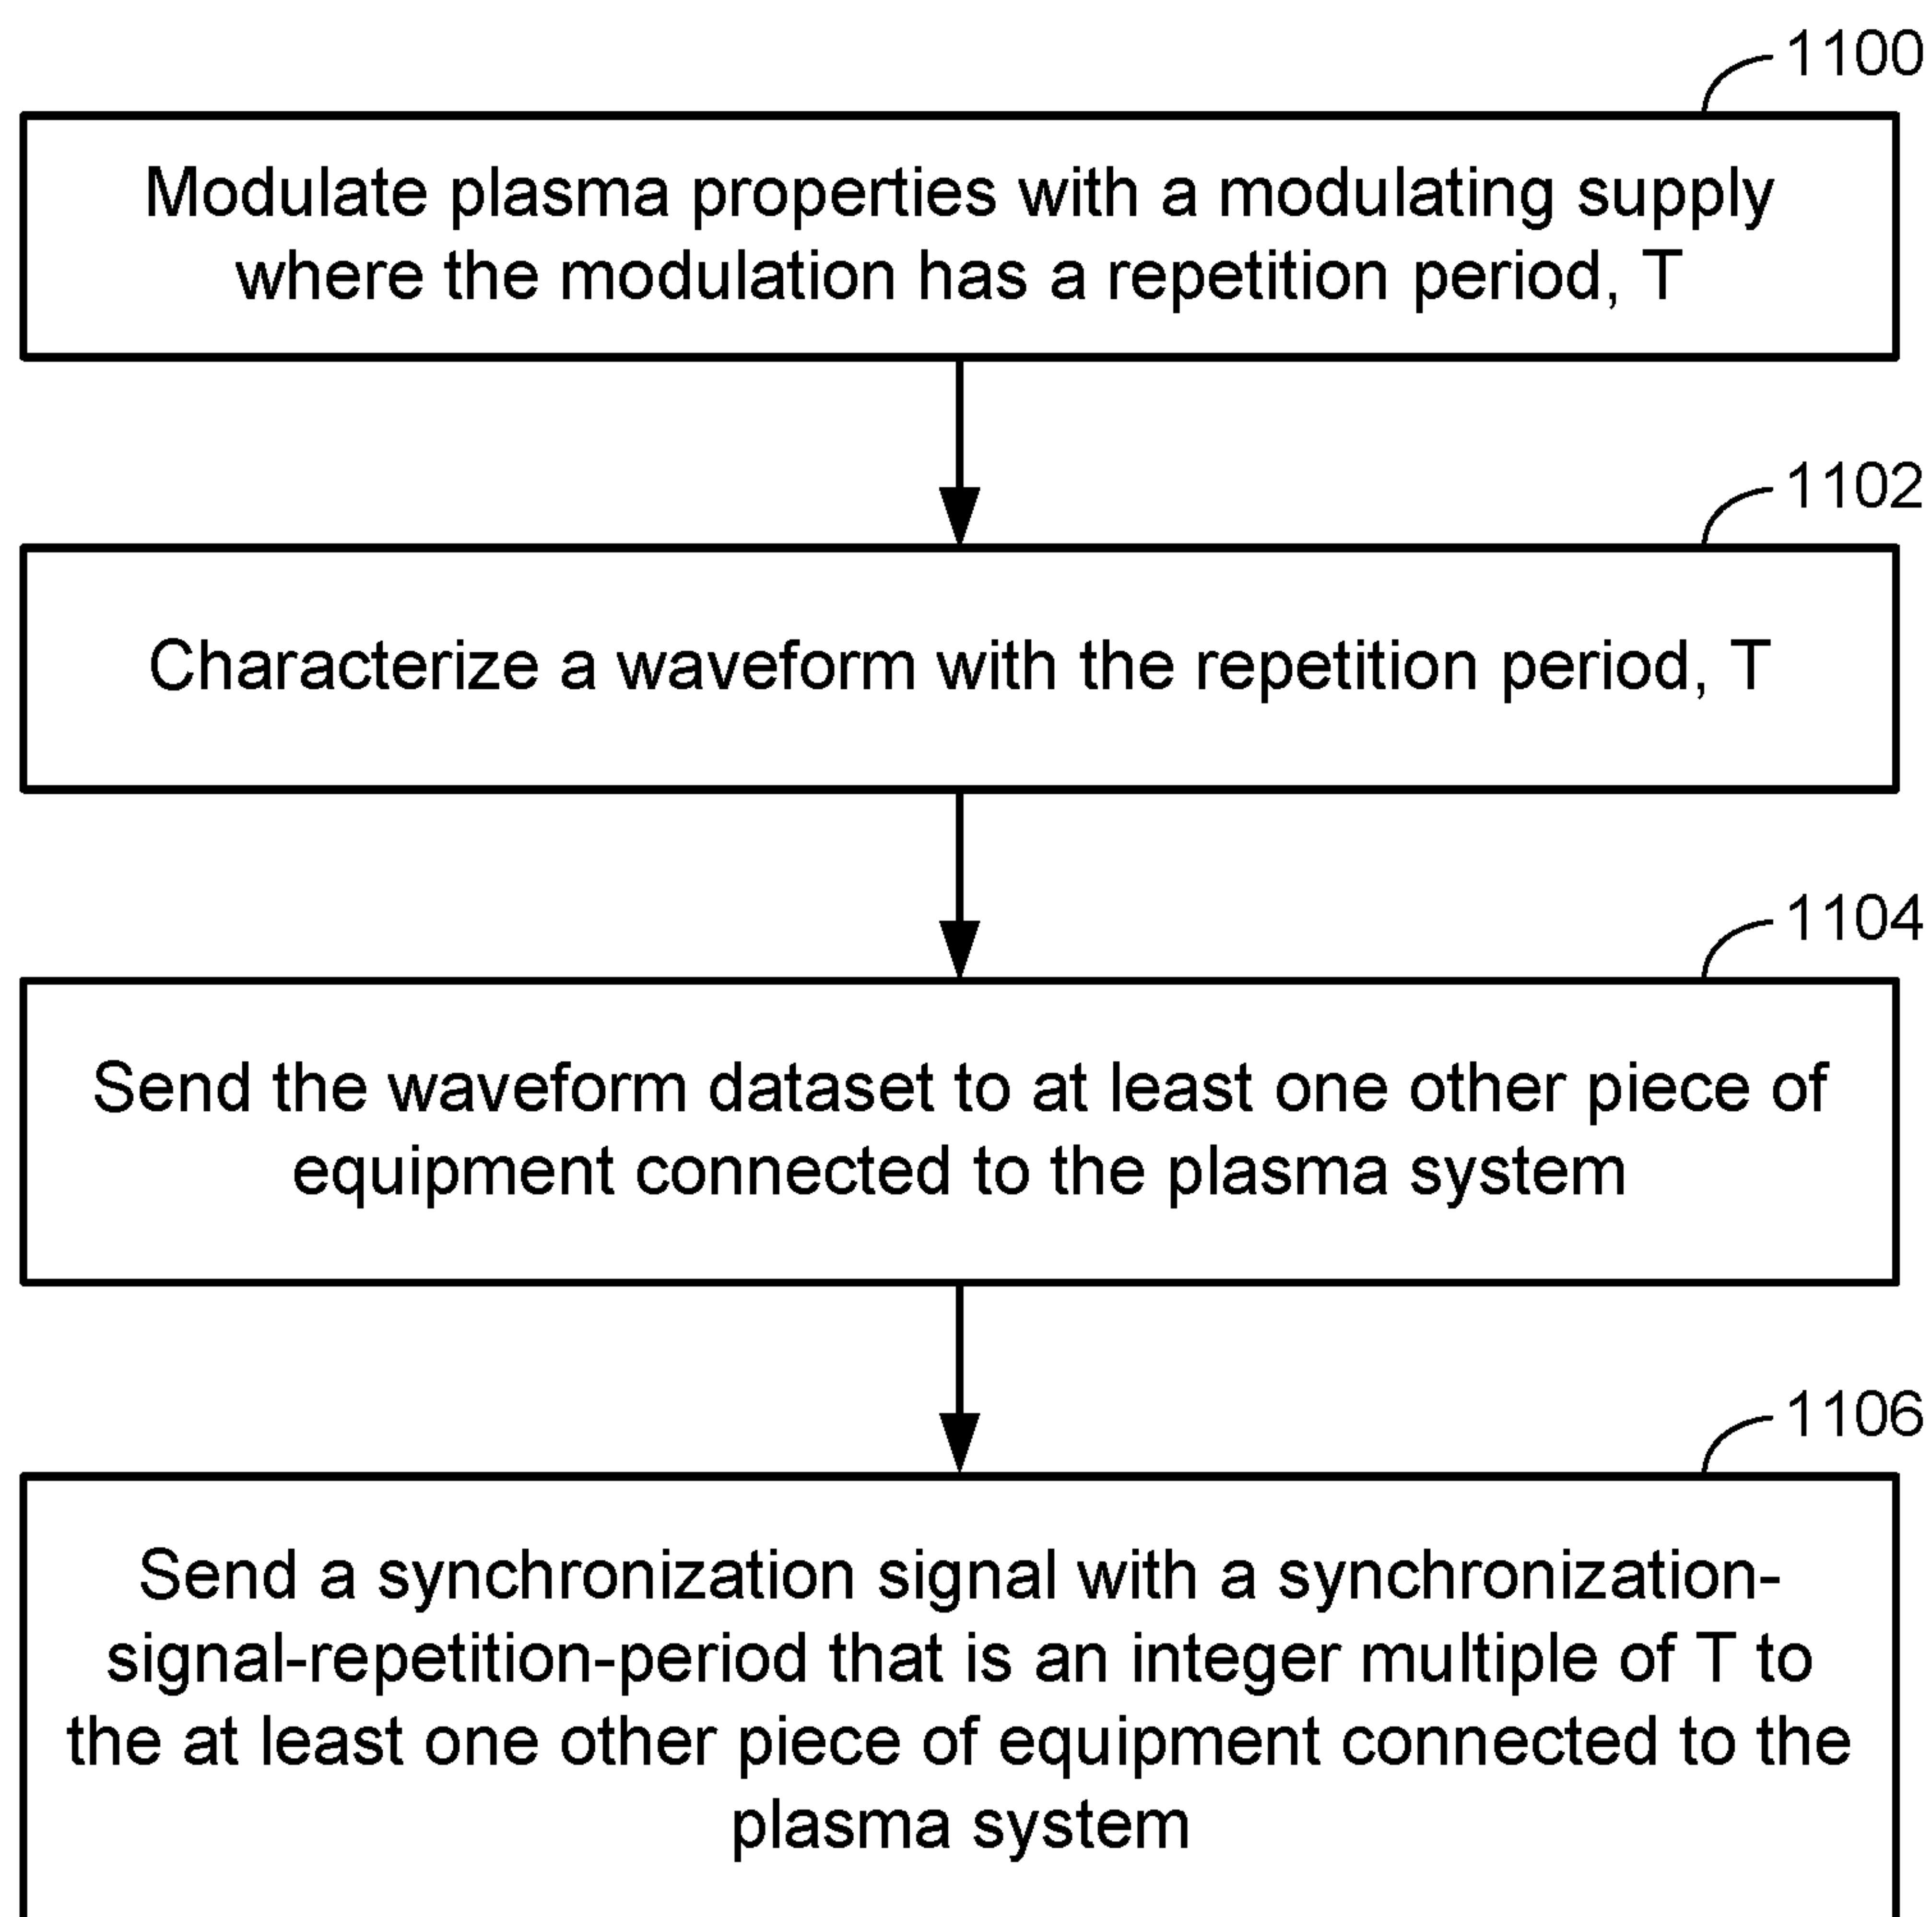 1100
Modulate plasma properties with a modulating supply
where the modulation has a repetition period, T
1102
Characterize a waveform with the repetition period, T
1104
Send the waveform dataset to at least one other piece of
equipment connected to the plasma system
1106
Send a synchronization signal with a synchronization-
signal-repetition-period that is an integer multiple of T to
the at least one other piece of equipment connected to the
plasma system